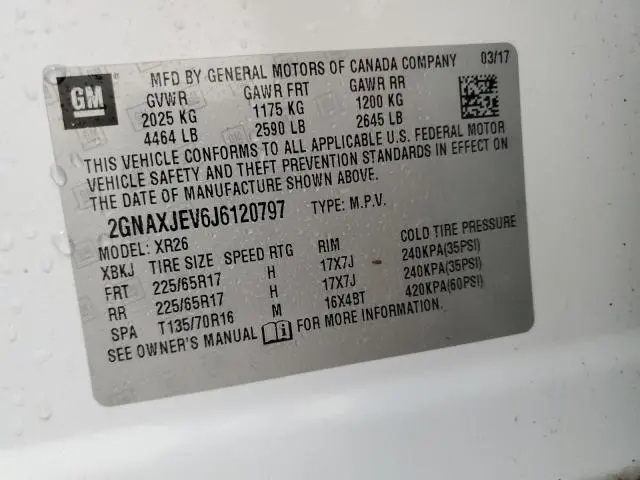 GM
MFD BY GENERAL MOTORS OF CANADA COMPANY 03/17
GVWR GAWR FRT GAWR RR
2025 KG 1175 KG 1200 KG
4464 LB 2590 LB 2645 LB
THIS VEHICLE CONFORMS TO ALL APPLICABLE U.S. FEDERAL MOTOR
VEHICLE SAFETY AND THEFT PREVENTION STANDARDS IN EFFECT ON
THE DATE OF MANUFACTURE SHOWN ABOVE.
2GNAXJEV6J6120797 TYPE: M.P.V.
MODEL: XR26
XBKJ TIRE SIZE SPEED RTG RIM COLD TIRE PRESSURE
FRT 225/65R17 H 17X7J 240KPA(35PSI)
RR 225/65R17 H 17X7J 240KPA(35PSI)
SPA T135/70R16 M 16X4BT 420KPA(60PSI)
SEE OWNER'S MANUAL FOR MORE INFORMATION.